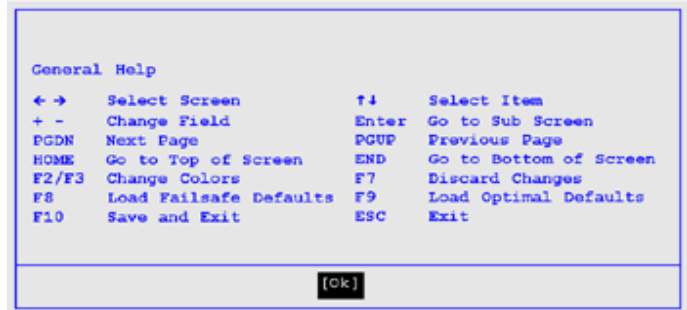 General Help
← → Select Screen ↑↓ Select Item
+ - Change Field Enter Go to Sub Screen
PGDN Next Page PGUP Previous Page
HOME Go to Top of Screen END Go to Bottom of Screen
F2/F3 Change Colors F7 Discard Changes
F8 Load Failsafe Defaults F9 Load Optimal Defaults
F10 Save and Exit ESC Exit
[Ok]